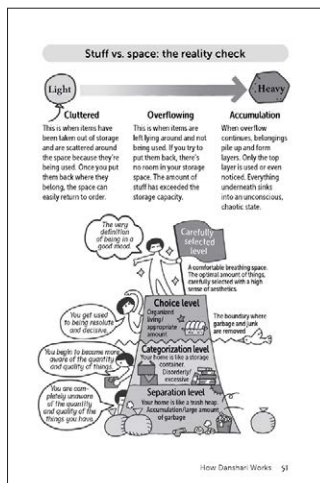 Stuff vs. space: the reality check
Light
Heavy
Cluttered
This is when items have
been taken out of storage
and are scattered around
the space because they're
being used. Once you put
them back where they
belong, the space can
easily return to order.
Overflowing
This is when items are
left lying around and not
being used. If you try to
put them back, there's
no room in your storage
space. The amount of
stuff has exceeded the
storage capacity.
Accumulation
When overflow
continues, belongings
pile up and form
layers. Only the top
layer is used or even
noticed. Everything
underneath sinks
into an unconscious,
chaotic state.
The very
definition
of being in a
good mood.
Carefully
selected
level
A comfortable breathing space.
The optimal amount of things,
carefully selected with a high
sense of aesthetics.
You get used
to being resolute
and decisive.
Choice level
Organized
living/
appropriate
amount
The boundary where
garbage and junk
are removed
You begin to become more
aware of the quantity
and quality of things.
Categorization level
Your home is like a storage
container
Disorderly/
excessive
You are com-
pletely unaware
of the quantity
and quality of the
things you have.
Separation level
Your home is like a trash heap.
Accumulation/large amount
of garbage
How Danshari Works 51